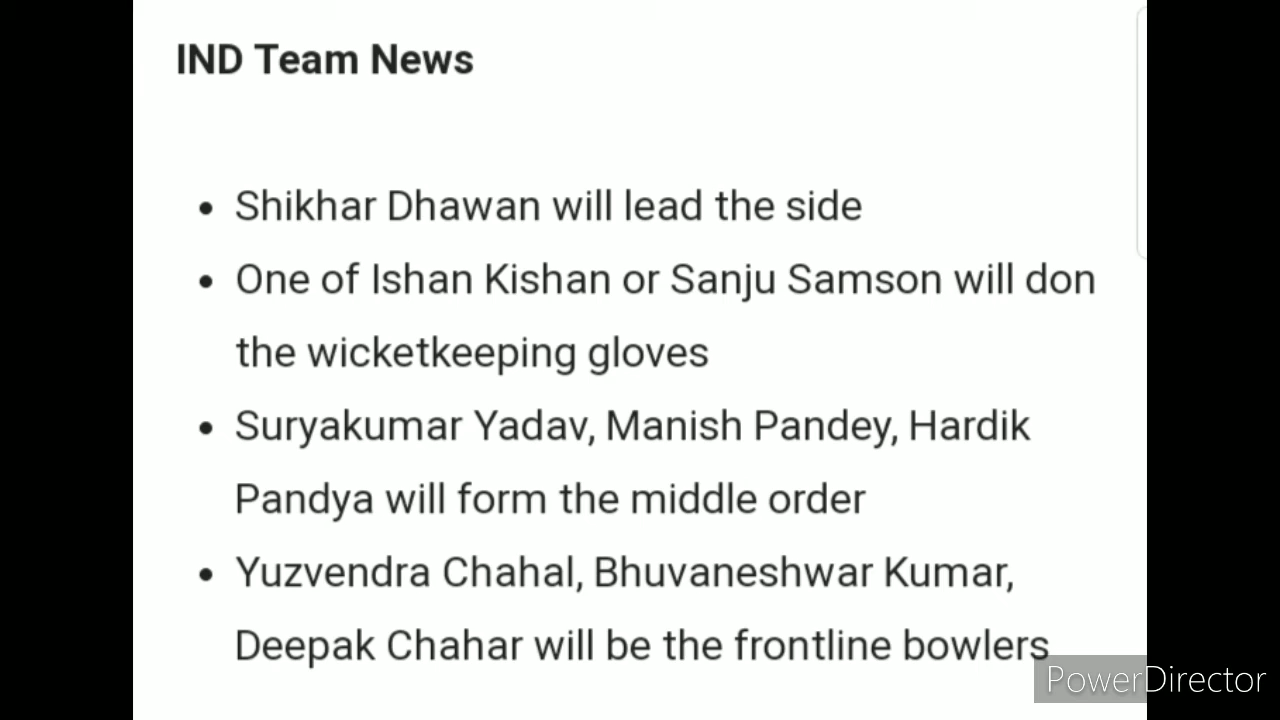 IND Team News
• Shikhar Dhawan will lead the side
• One of Ishan Kishan or Sanju Samson will don
the wicketkeeping gloves
• Suryakumar Yadav, Manish Pandey, Hardik
Pandya will form the middle order
• Yuzvendra Chahal, Bhuvaneshwar Kumar,
Deepak Chahar will be the frontline bowlers
PowerDirector